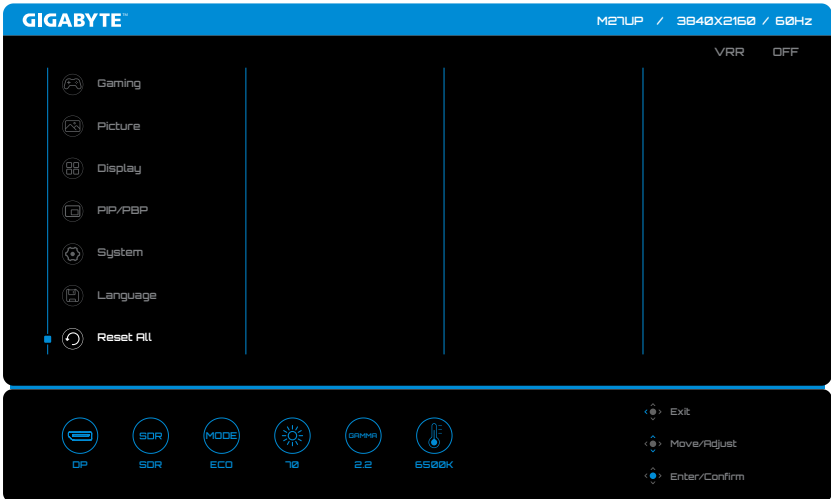 GIGABYTE™ M27UP / 3840X2160 / 60Hz
VRR OFF
Gaming
Picture
Display
PIP/PBP
System
Language
Reset All
SDR MODE GAMMA
DP SDR ECO 70 2.2 6500K
Exit
Move/Adjust
Enter/Confirm